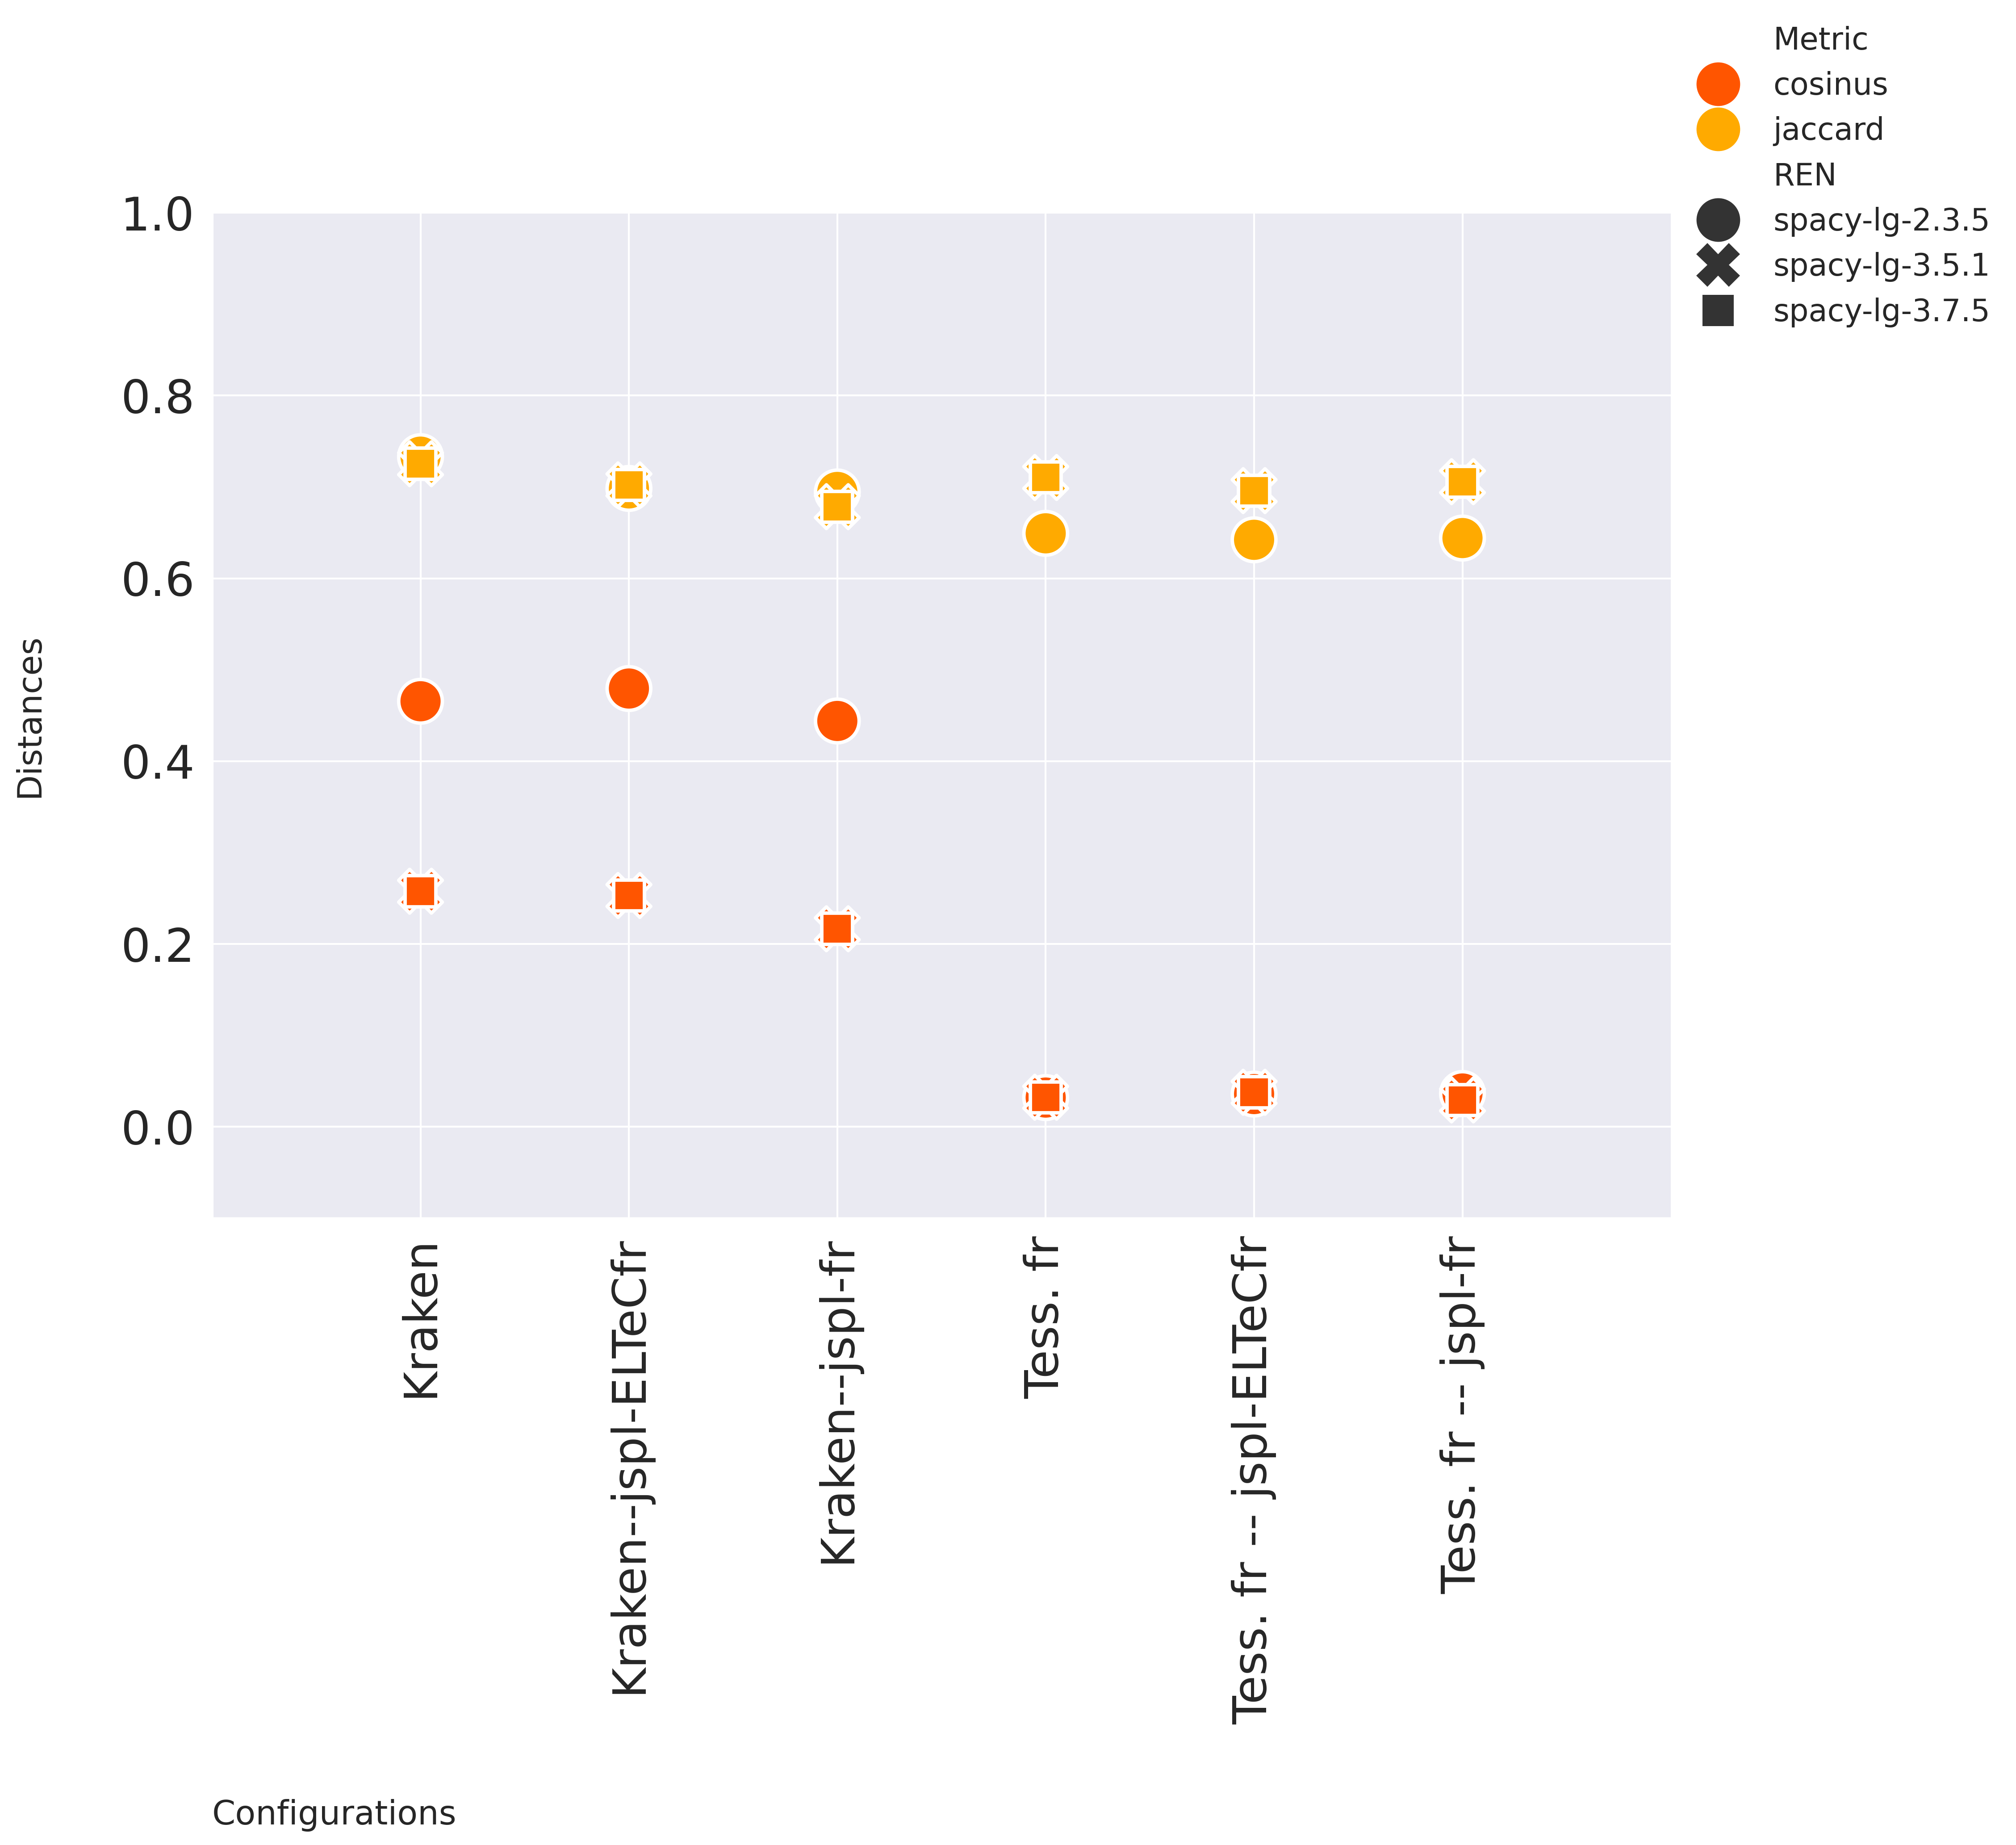 Metric
cosinus
jaccard
REN
spacy-lg-2.3.5
spacy-lg-3.5.1
spacy-lg-3.7.5
1.0
0.8
0.6
0.4
0.2
0.0
Distances
Kraken
Kraken--jspl-ELTeCfr
Kraken--jspl-fr
Tess. fr
Tess. fr -- jspl-ELTeCfr
Tess. fr -- jspl-fr
Configurations